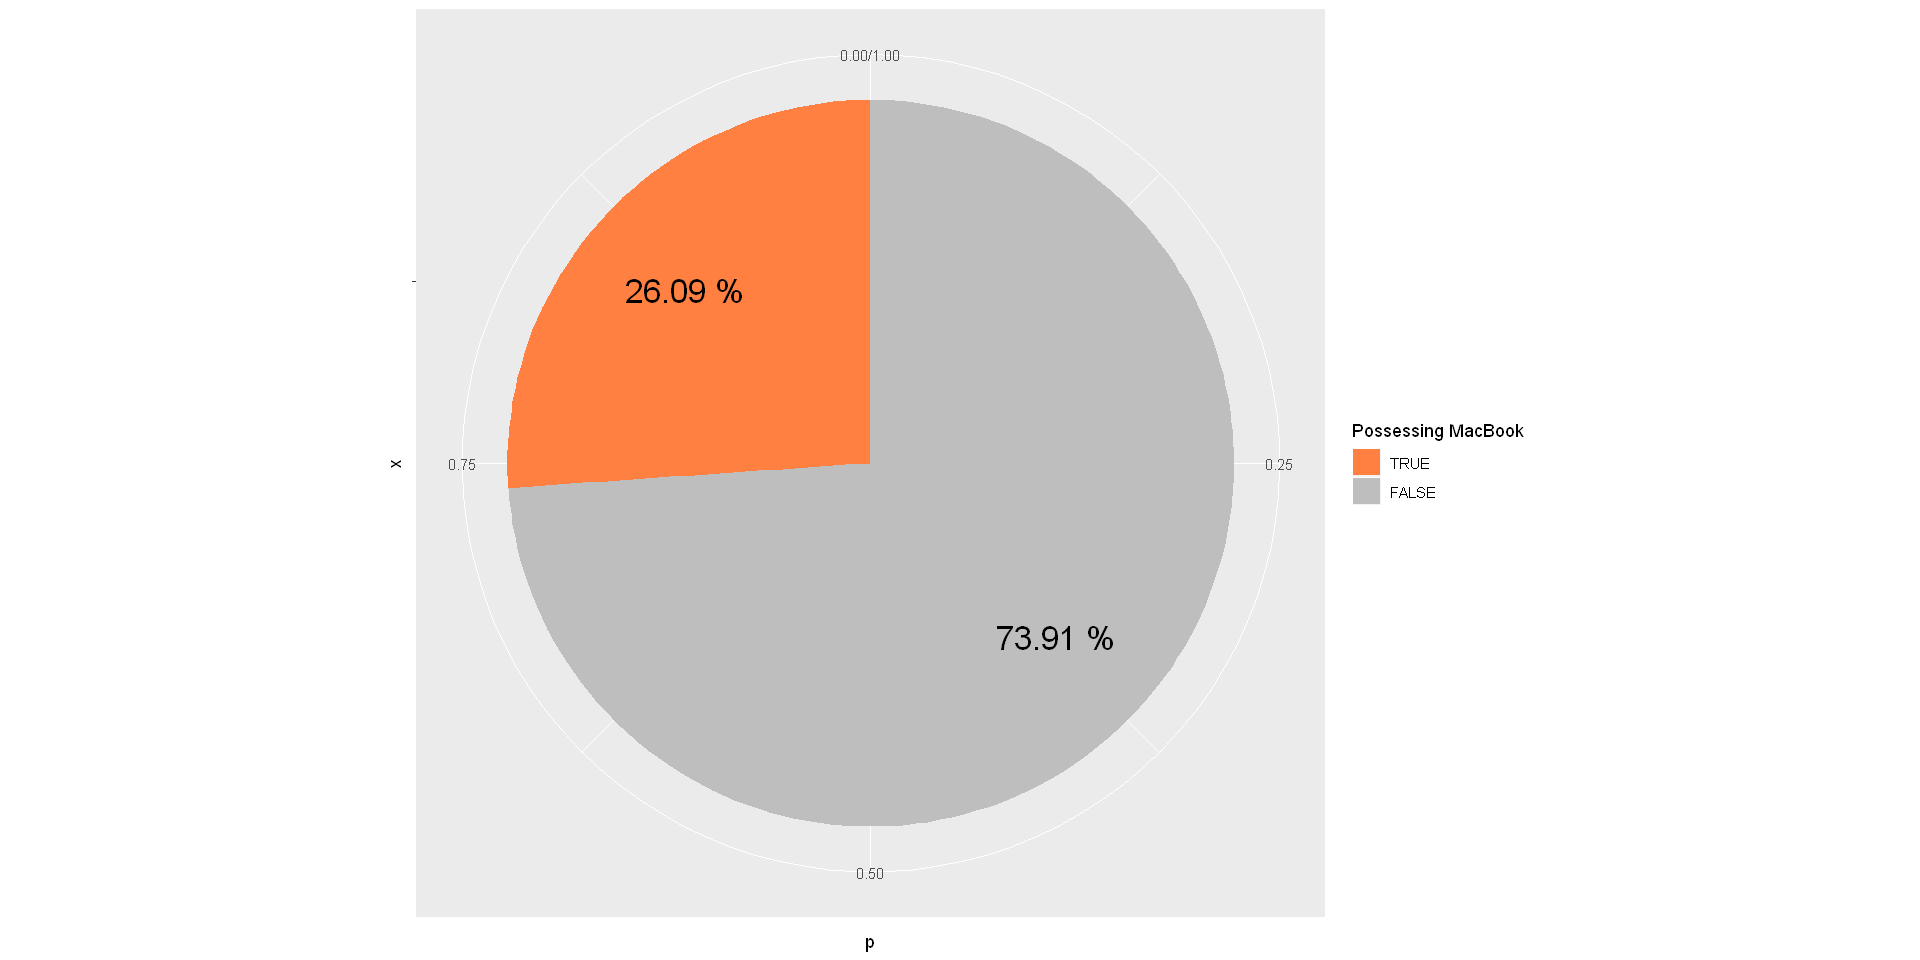 0.00/1.00
26.09 %
x
0.75
0.25
73.91 %
0.50
p
Possessing MacBook
TRUE
FALSE